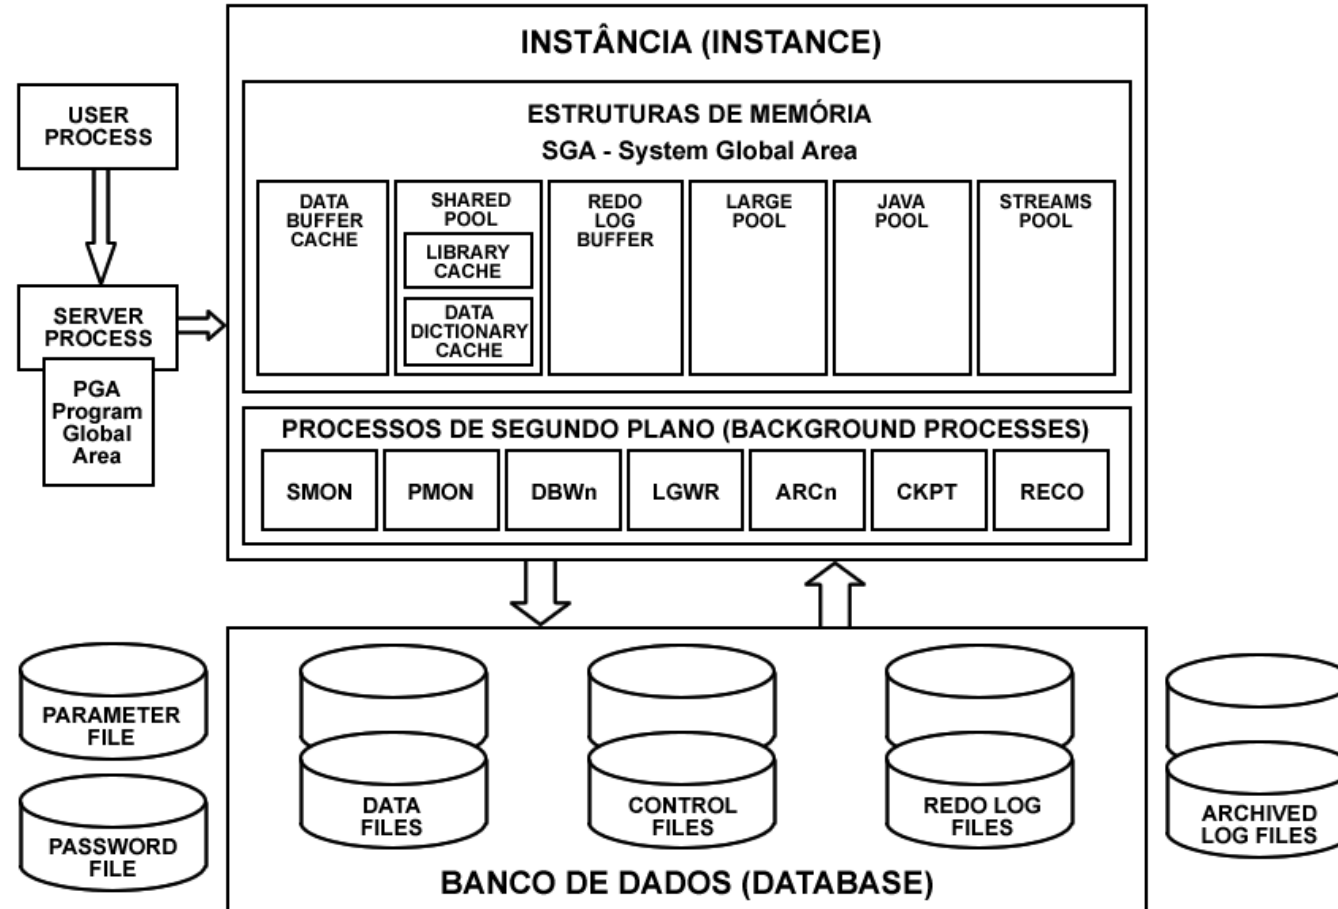 INSTÂNCIA (INSTANCE)
USER
PROCESS
SERVER
PROCESS
PGA
Program
Global
Area
ESTRUTURAS DE MEMÓRIA
SGA - System Global Area
DATA
BUFFER
CACHE
SHARED
POOL
LIBRARY
CACHE
DATA
DICTIONARY
CACHE
REDO
LOG
BUFFER
LARGE
POOL
JAVA
POOL
STREAMS
POOL
PROCESSOS DE SEGUNDO PLANO (BACKGROUND PROCESSES)
SMON
PMON
DBWn
LGWR
ARCn
CKPT
RECO
PARAMETER
FILE
PASSWORD
FILE
DATA
FILES
CONTROL
FILES
REDO LOG
FILES
ARCHIVED
LOG FILES
BANCO DE DADOS (DATABASE)